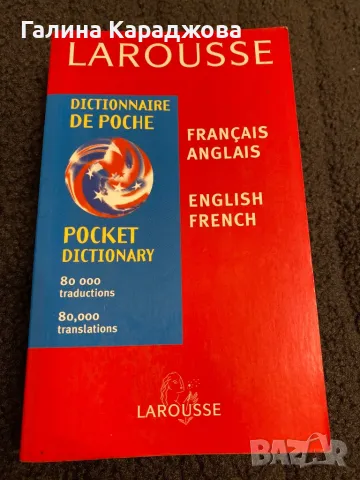 Галина Караджова
LAROUSSE
DICTIONNAIRE
DE POCHE
FRANÇAIS
ANGLAIS
ENGLISH
FRENCH
POCKET
DICTIONARY
80 000
traductions
80,000
translations
LAROUSSE
BAZAR